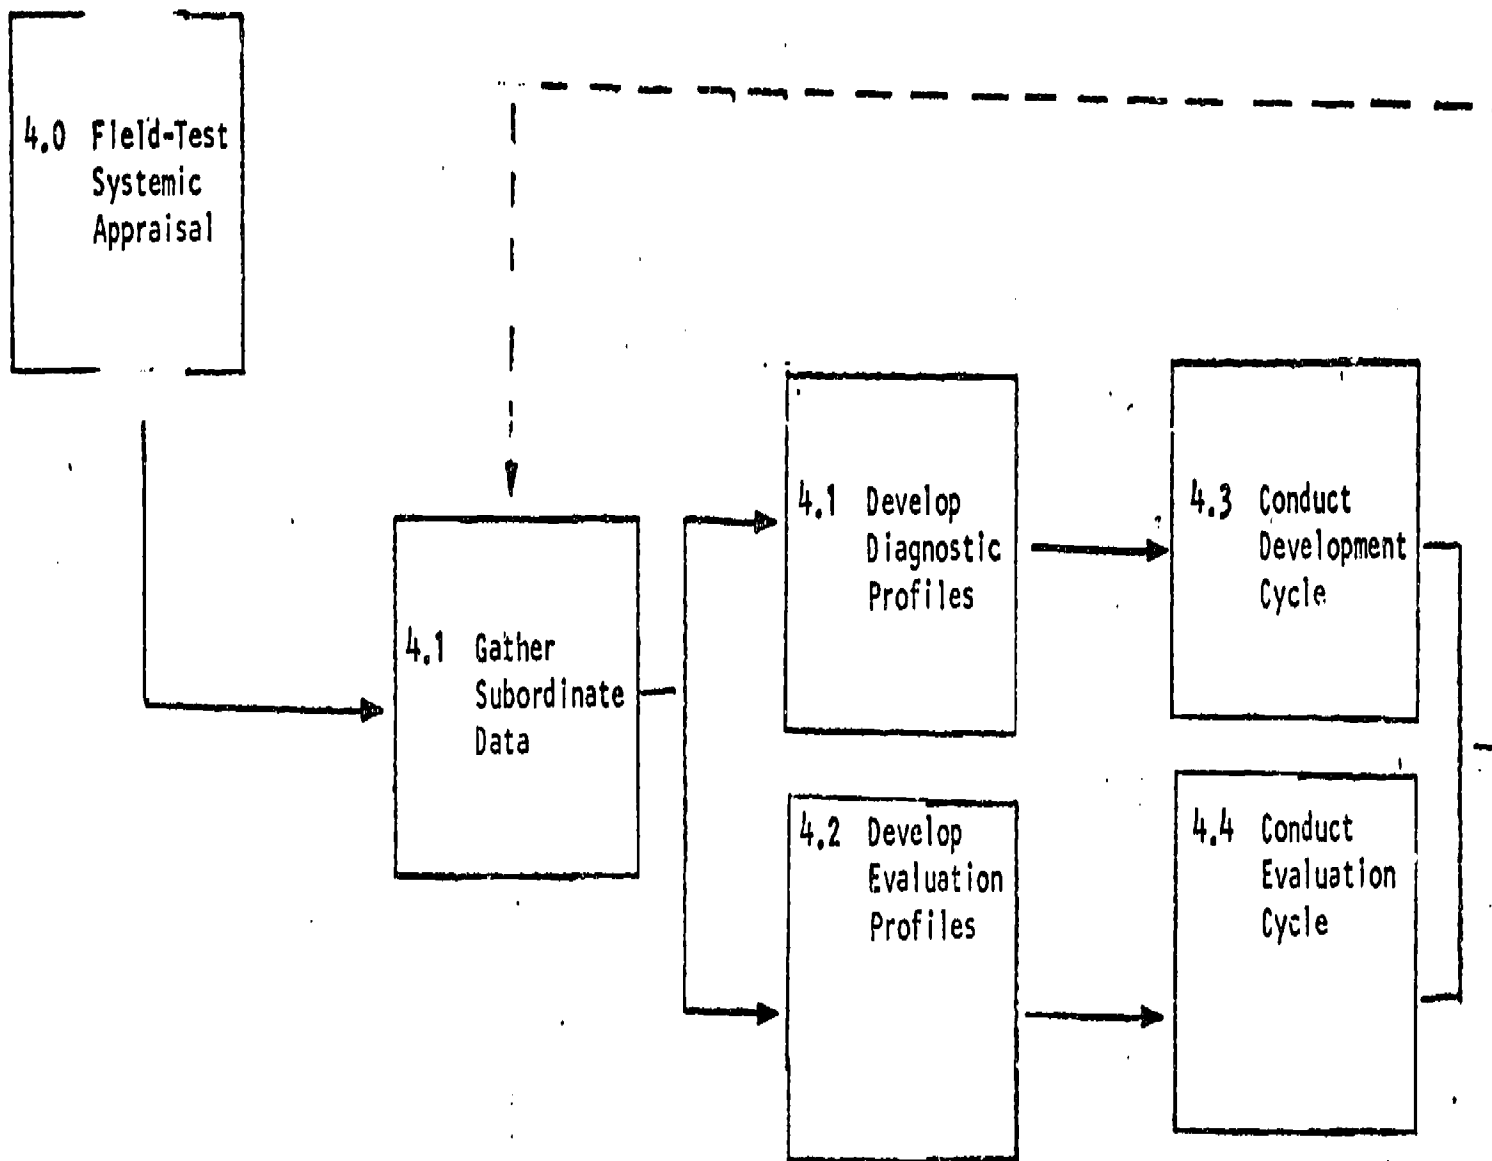 4.0 Field-Test
Systemic
Appraisal
4.1 Gather
Subordinate
Data
4.1 Develop
Diagnostic
Profiles
4.3 Conduct
Development
Cycle
4.2 Develop
Evaluation
Profiles
4.4 Conduct
Evaluation
Cycle